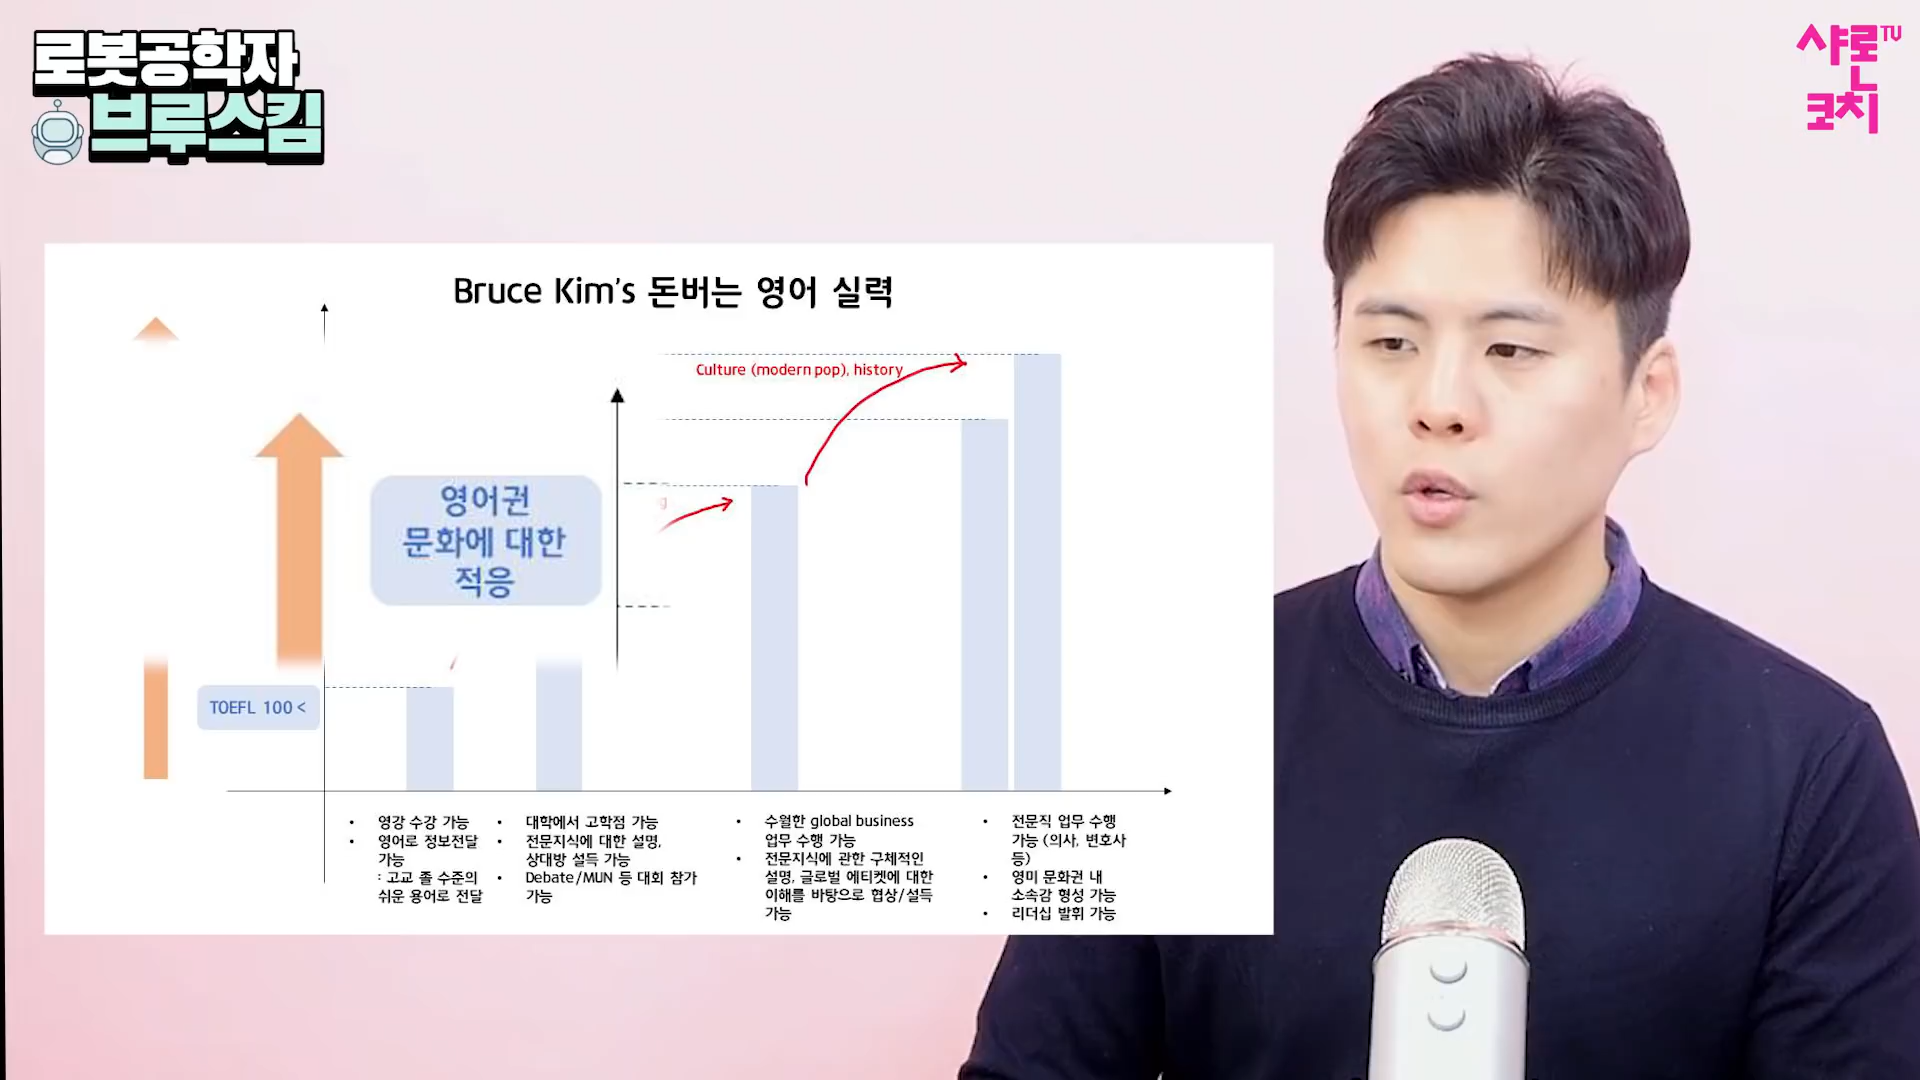 로봇공학자
브루스킴
샤론TV
코치
Bruce Kim's 돈버는 영어 실력
Culture (modern pop), history
g
영어권
문화에 대한
적응
TOEFL 100 <
• 영강 수강 가능
• 영어로 정보전달
가능
: 고교 졸 수준의
쉬운 용어로 전달
• 대학에서 고학점 가능
• 전문지식에 대한 설명,
상대방 설득 가능
• Debate/MUN 등 대회 참가
가능
• 수월한 global business
업무 수행 가능
• 전문지식에 관한 구체적인
설명, 글로벌 에티켓에 대한
이해를 바탕으로 협상/설득
가능
• 전문직 업무 수행
가능 (의사, 변호사
등)
• 영미 문화권 내
소속감 형성 가능
• 리더십 발휘 가능